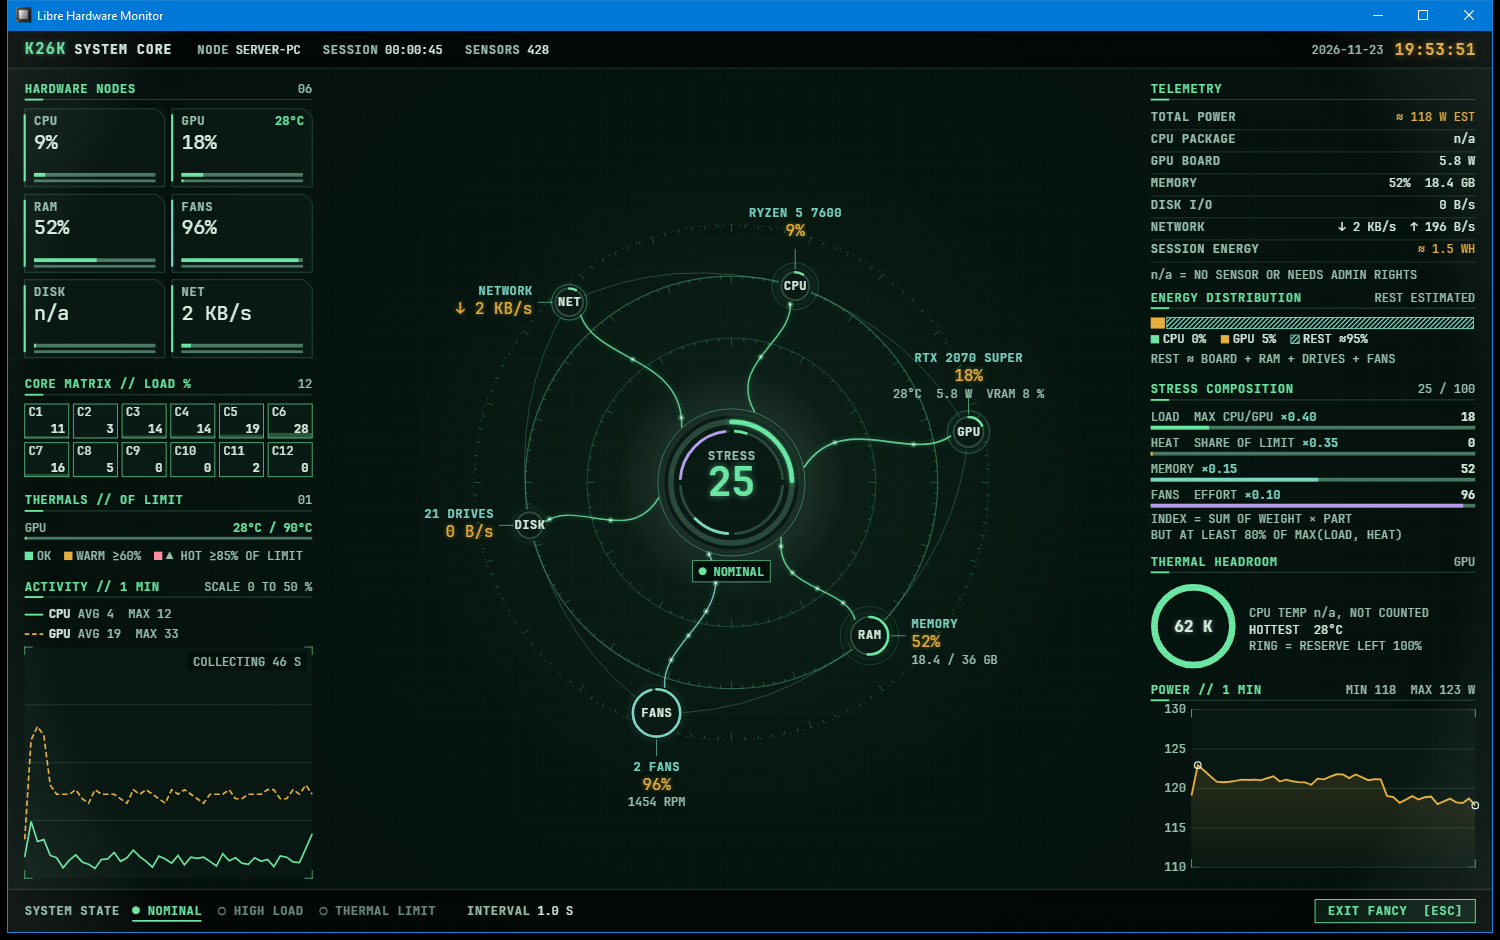 Libre Hardware Monitor
K26K SYSTEM CORE NODE SERVER-PC SESSION 00:00:45 SENSORS 428
2026-11-23 19:53:51
HARDWARE NODES 06
CPU
9%
GPU 28°C
18%
RAM
52%
FANS
96%
DISK
n/a
NET
2 KB/s
CORE MATRIX // LOAD % 12
C1 11
C2 3
C3 14
C4 14
C5 19
C6 28
C7 16
C8 5
C9 0
C10 0
C11 2
C12 0
THERMALS // OF LIMIT 01
GPU 28°C / 90°C
OK WARM ≥60% ▲ HOT ≥85% OF LIMIT
ACTIVITY // 1 MIN SCALE 0 TO 50 %
CPU AVG 4 MAX 12
GPU AVG 19 MAX 33
COLLECTING 46 S
RYZEN 5 7600
9%
CPU
NETWORK
↓ 2 KB/s
NET
RTX 2070 SUPER
18%
28°C 5.8 W VRAM 8 %
GPU
STRESS
25
NOMINAL
21 DRIVES
0 B/s
DISK
MEMORY
52%
18.4 / 36 GB
RAM
FANS
2 FANS
96%
1454 RPM
TELEMETRY
TOTAL POWER ≈ 118 W EST
CPU PACKAGE n/a
GPU BOARD 5.8 W
MEMORY 52% 18.4 GB
DISK I/O 0 B/s
NETWORK ↓ 2 KB/s ↑ 196 B/s
SESSION ENERGY ≈ 1.5 WH
n/a = NO SENSOR OR NEEDS ADMIN RIGHTS
ENERGY DISTRIBUTION REST ESTIMATED
CPU 0% GPU 5% REST ≈95%
REST ≈ BOARD + RAM + DRIVES + FANS
STRESS COMPOSITION 25 / 100
LOAD MAX CPU/GPU ×0.40 18
HEAT SHARE OF LIMIT ×0.35 0
MEMORY ×0.15 52
FANS EFFORT ×0.10 96
INDEX = SUM OF WEIGHT × PART
BUT AT LEAST 80% OF MAX(LOAD, HEAT)
THERMAL HEADROOM GPU
62 K
CPU TEMP n/a, NOT COUNTED
HOTTEST 28°C
RING = RESERVE LEFT 100%
POWER // 1 MIN MIN 118 MAX 123 W
130
125
120
115
110
SYSTEM STATE NOMINAL HIGH LOAD THERMAL LIMIT INTERVAL 1.0 S
EXIT FANCY [ESC]